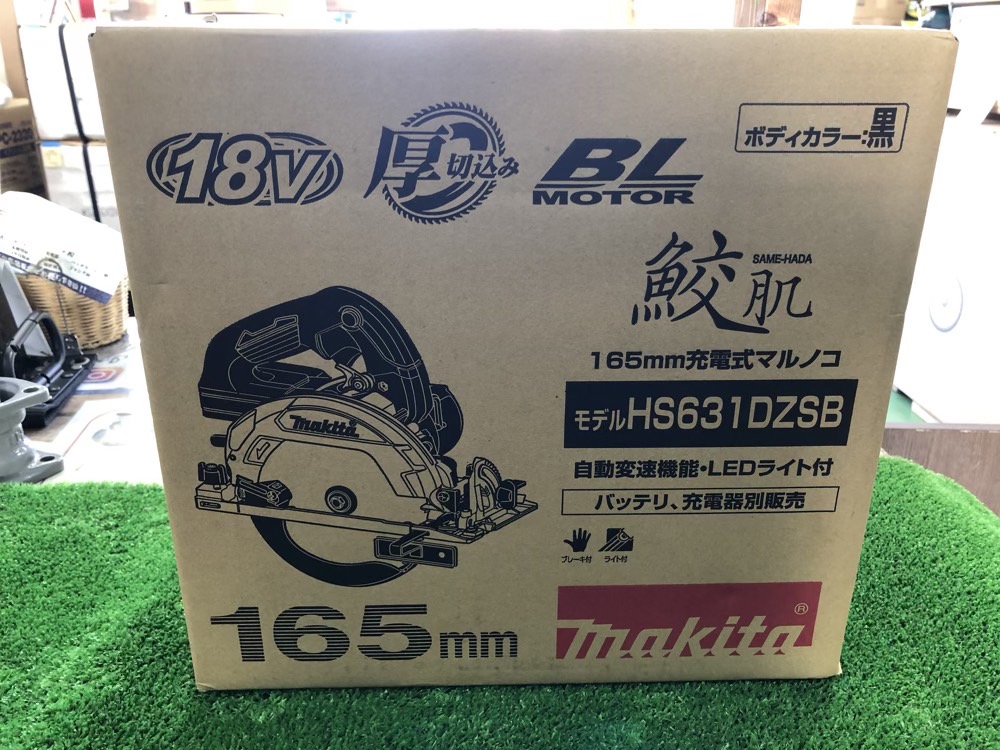 18V
厚切込み
BL
MOTOR
ボディカラー:黒
鮫肌
SAME-HADA
165mm充電式マルノコ
モデルHS631DZSB
自動変速機能・LEDライト付
バッテリ、充電器別販売
ブレーキ付
ライト付
Makita®
165mm
makita®